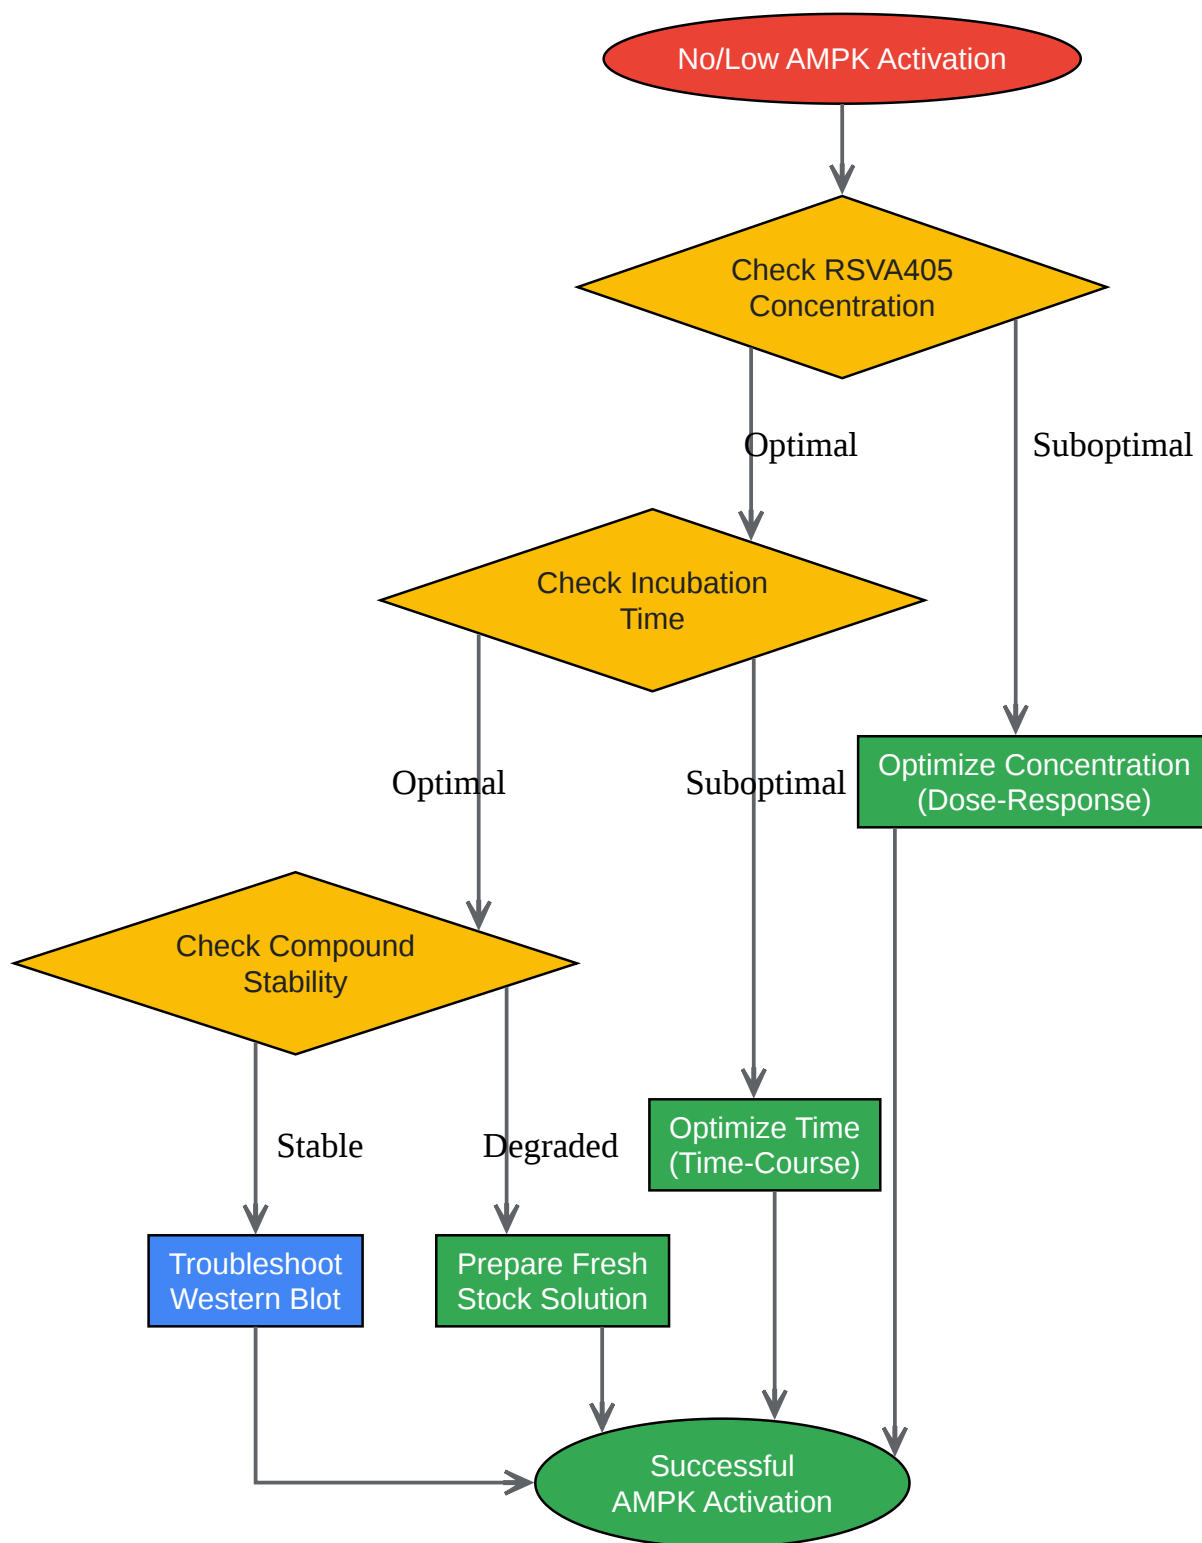 No/Low AMPK Activation
Check RSVA405
Concentration
Optimal
Suboptimal
Check Incubation
Time
Optimize Concentration
(Dose-Response)
Optimal
Suboptimal
Check Compound
Stability
Optimize Time
(Time-Course)
Stable
Degraded
Troubleshoot
Western Blot
Prepare Fresh
Stock Solution
Successful
AMPK Activation